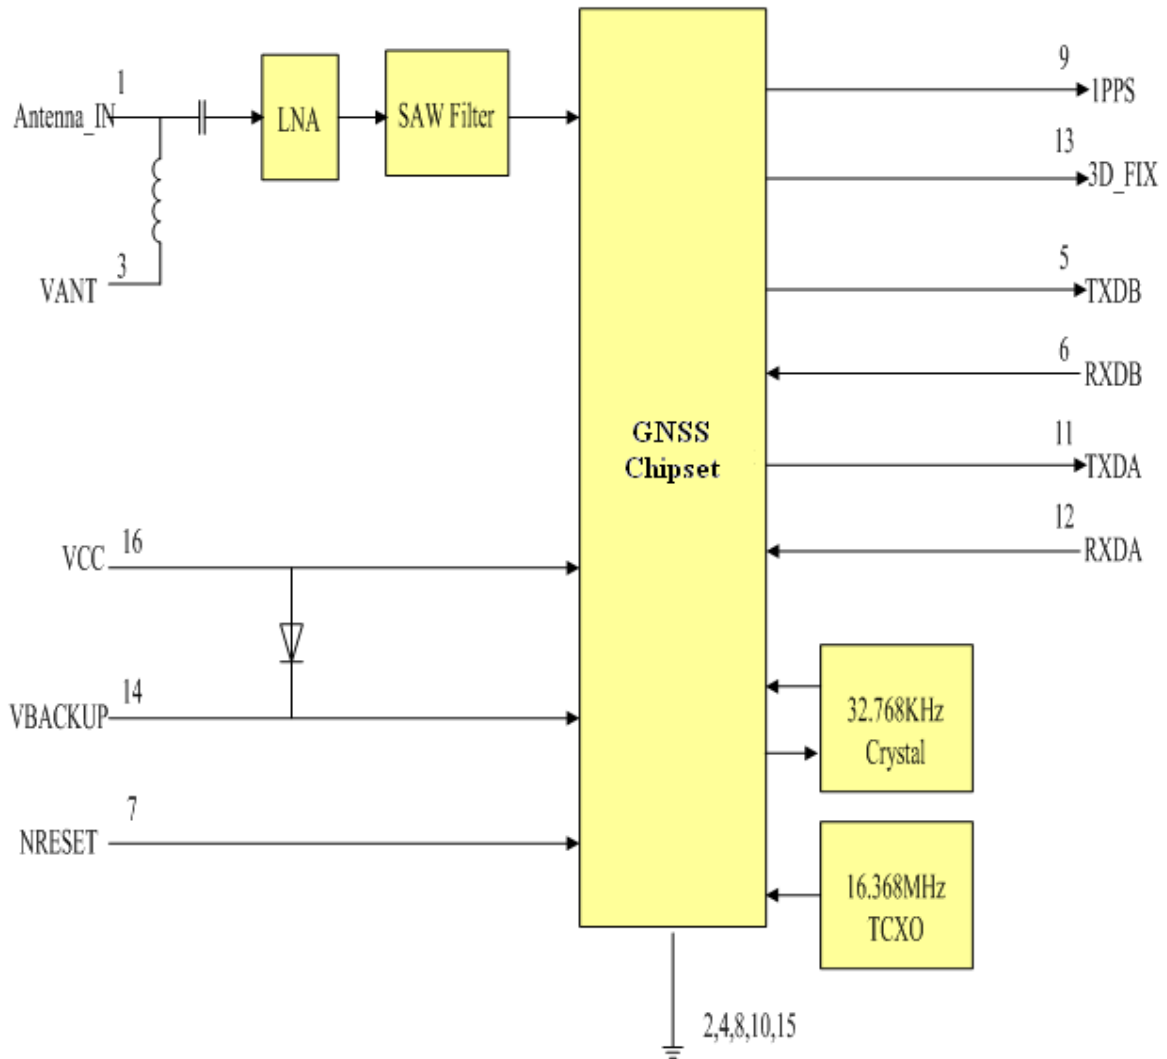 1
Antenna_IN
LNA
SAW Filter
3
VANT
9
1PPS
13
3D_FIX
5
TXDB
6
RXDB
GNSS
Chipset
11
TXDA
12
RXDA
16
VCC
14
VBACKUP
7
NRESET
32.768KHz
Crystal
16.368MHz
TCXO
2,4,8,10,15